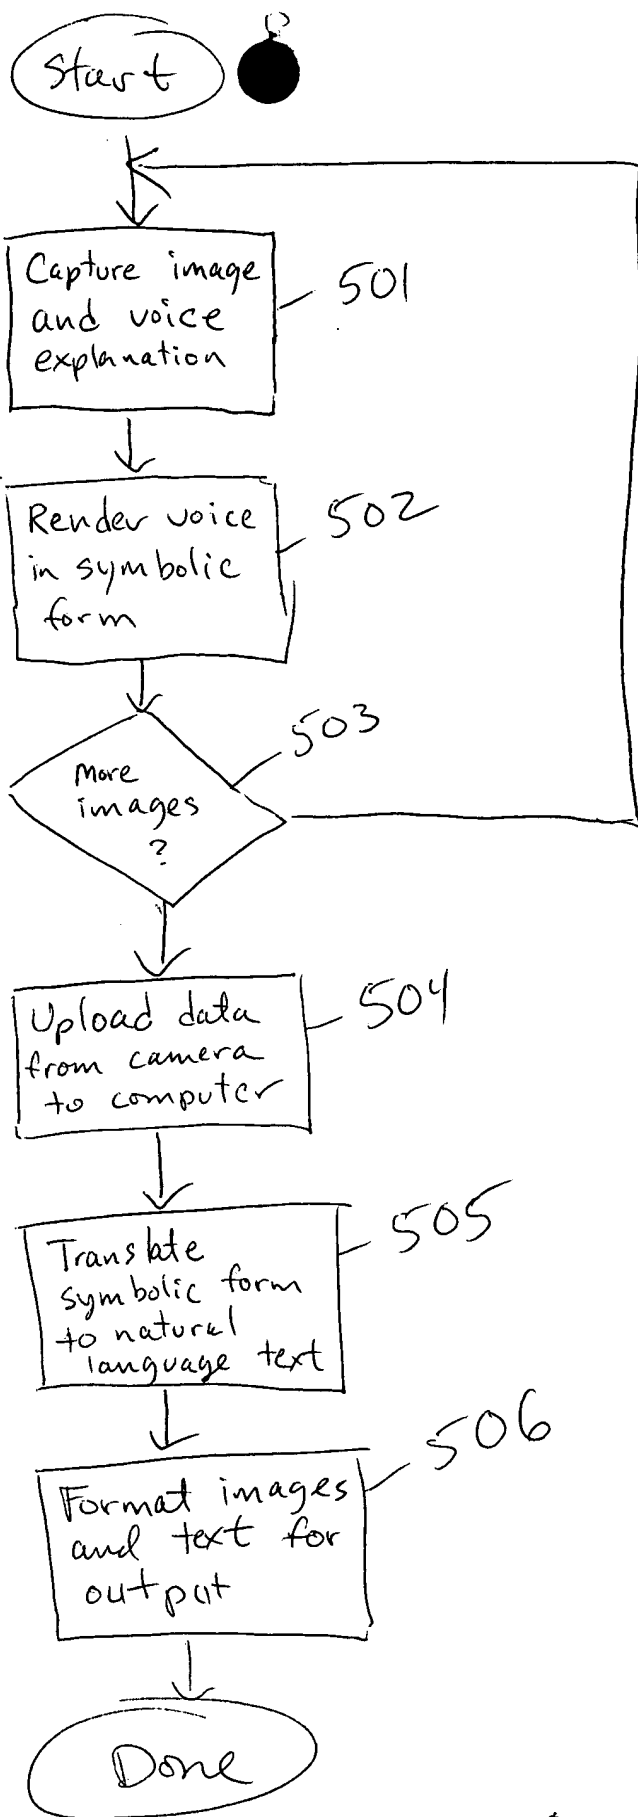 Start
Capture image
and voice
explanation
501
Render voice
in symbolic
form
502
503
More
images
?
Upload data
from camera
to computer
504
Translate
symbolic form
to natural
language text
505
Format images
and text for
output
506
Done